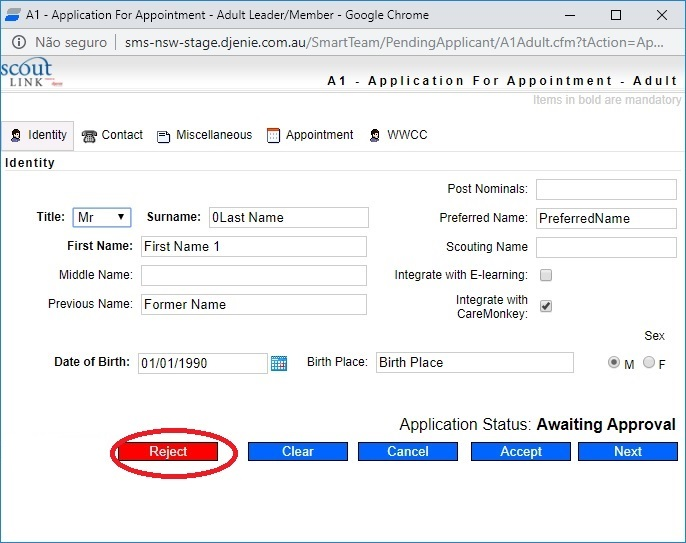 A1 - Application For Appointment - Adult Leader/Member - Google Chrome
Não seguro | sms-nsw-stage.djenie.com.au/SmartTeam/PendingApplicant/A1Adult.cfm?tAction=Ap...
scout
LINK
A1 - Application For Appointment - Adult
Items in bold are mandatory
Identity Contact Miscellaneous Appointment WWCC
Identity
Post Nominals:
Title: Mr Surname: 0Last Name Preferred Name: PreferredName
First Name: First Name 1 Scouting Name
Middle Name: Integrate with E-learning:
Previous Name: Former Name Integrate with
CareMonkey:
Sex
Date of Birth: 01/01/1990 Birth Place: Birth Place M F
Application Status: Awaiting Approval
Reject Clear Cancel Accept Next